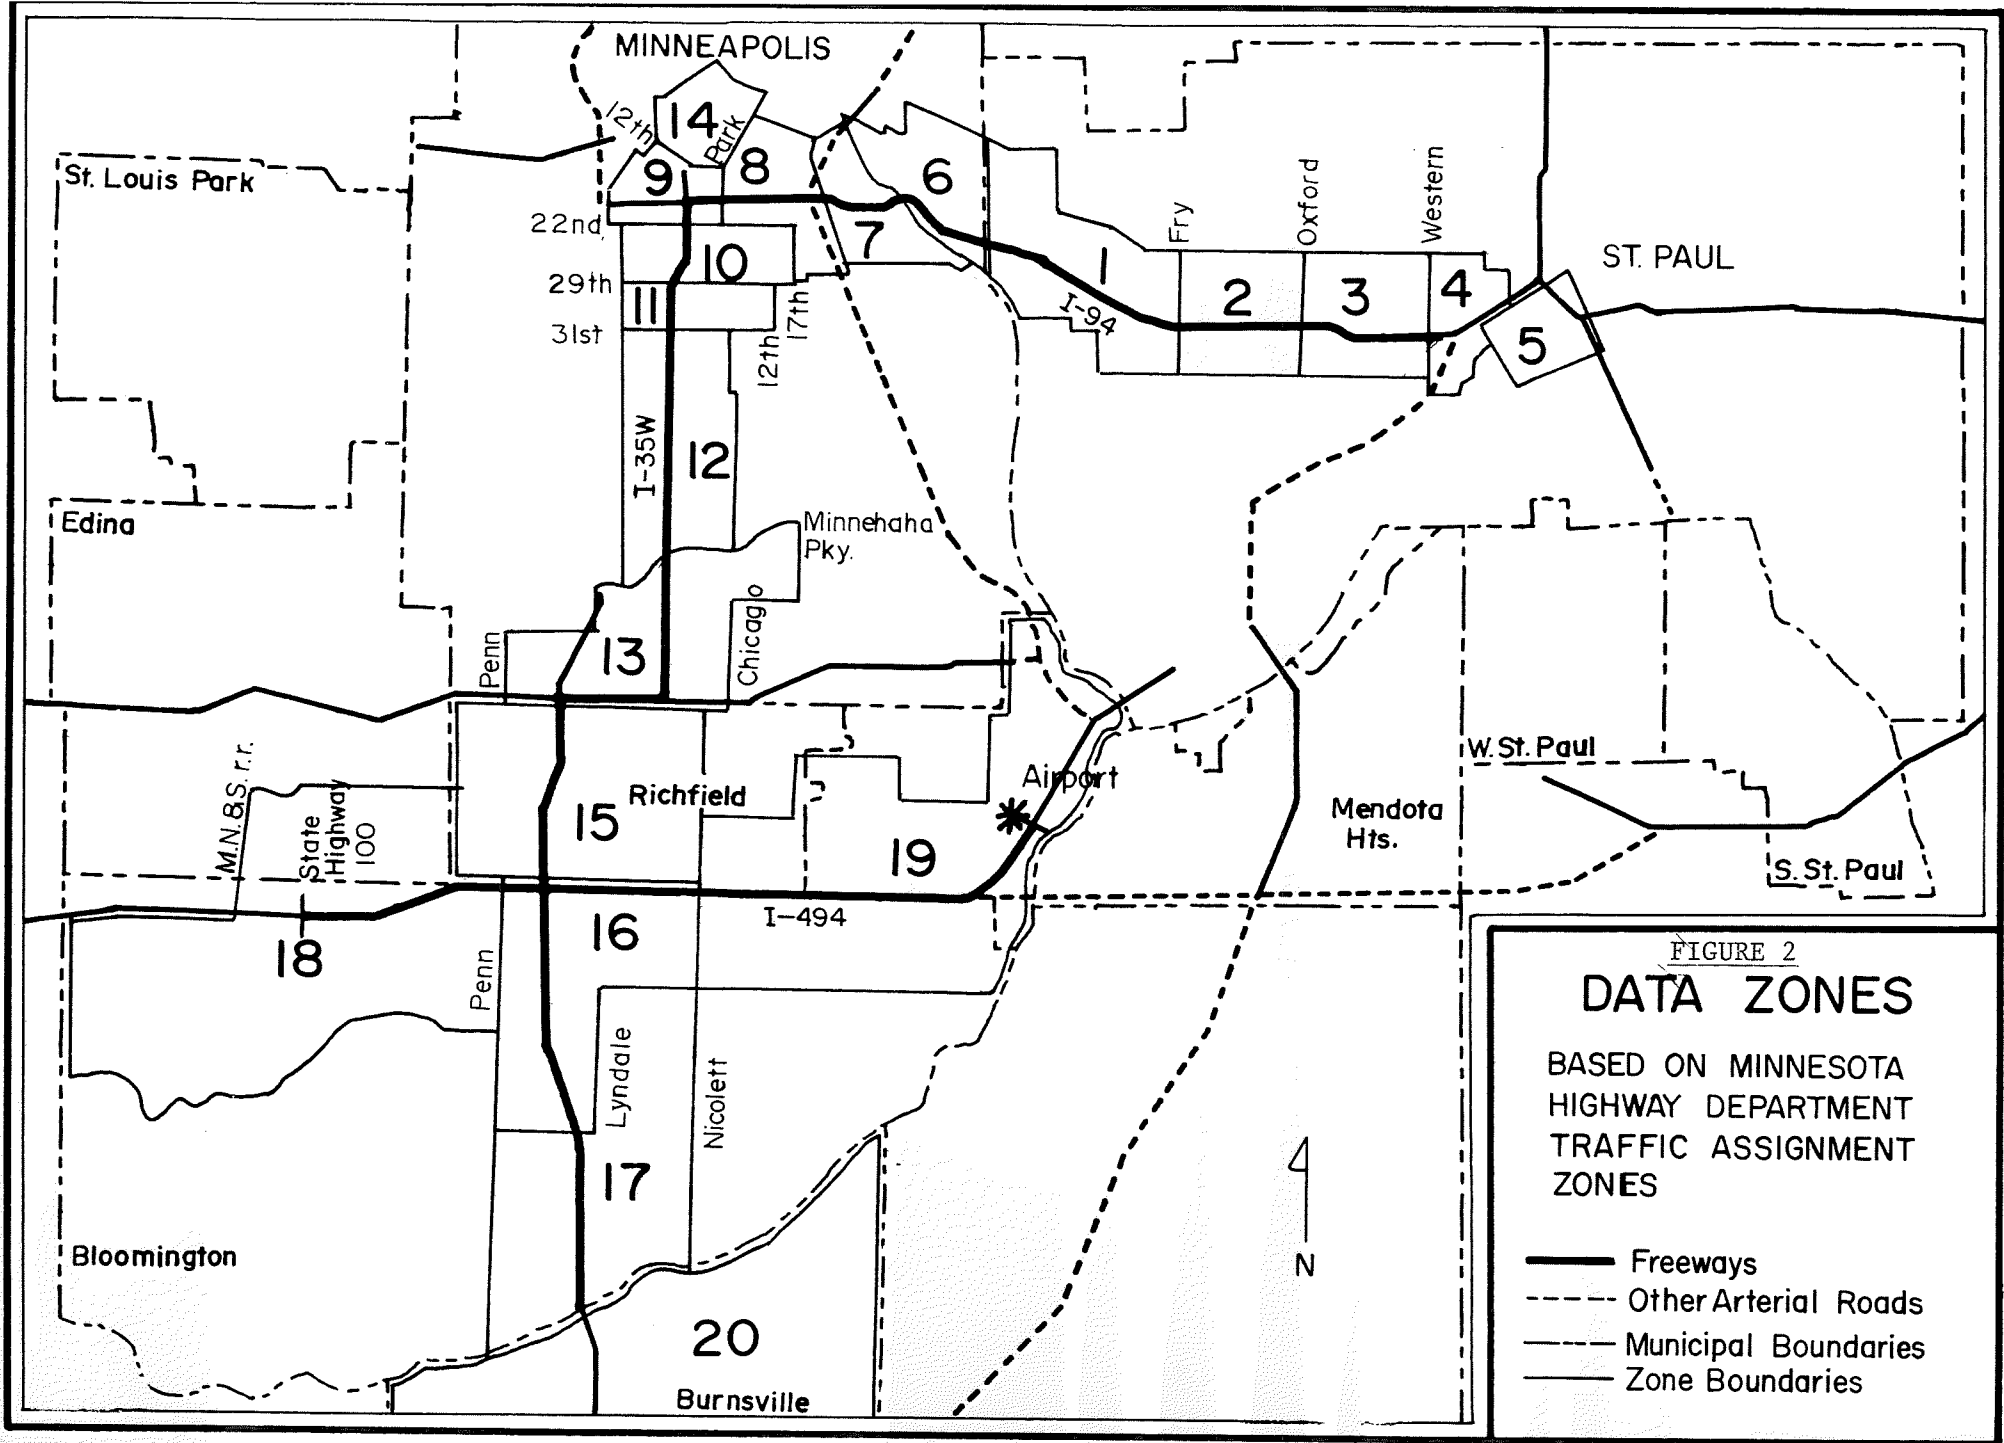 MINNEAPOLIS
12th
14
Park
St. Louis Park
9
8
6
Fry
Oxford
Western
22nd
10
7
1
ST. PAUL
29th
11
17th
I-94
2
3
4
31st
12th
5
I-35W
12
Edina
Minnehaha
Pky.
Penn
13
Chicago
M.N.&S. r.r.
State
Highway
100
15
Richfield
Airport
19
W. St. Paul
Mendota
Hts.
S. St. Paul
I-494
18
Penn
16
Lyndale
Nicolett
17
Bloomington
20
Burnsville
N
FIGURE 2
DATA ZONES
BASED ON MINNESOTA
HIGHWAY DEPARTMENT
TRAFFIC ASSIGNMENT
ZONES
Freeways
Other Arterial Roads
Municipal Boundaries
Zone Boundaries